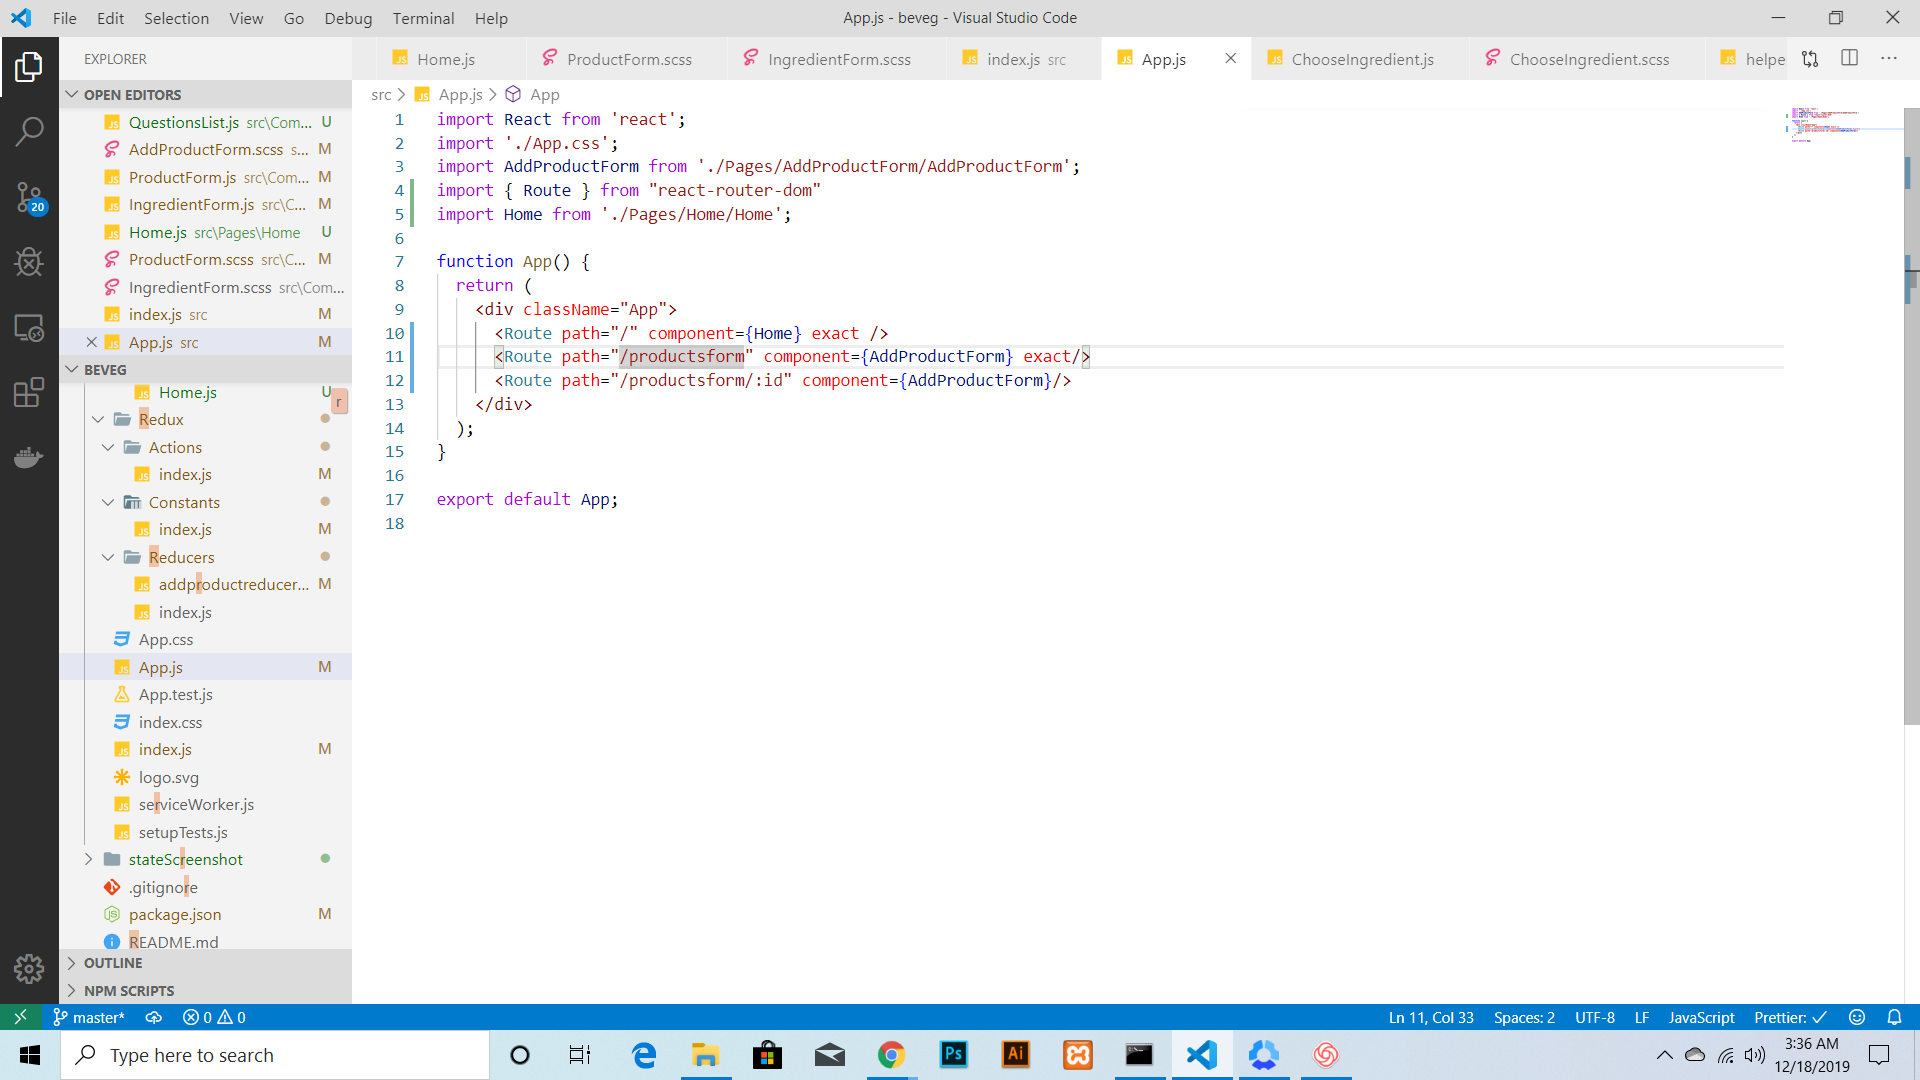 File Edit Selection View Go Debug Terminal Help
App.js - beveg - Visual Studio Code
EXPLORER
Home.js
ProductForm.scss
IngredientForm.scss
index.js src
App.js
ChooseIngredient.js
ChooseIngredient.scss
helpe
OPEN EDITORS
QuestionsList.js src\Com... U
AddProductForm.scss s... M
ProductForm.js src\Com... M
IngredientForm.js src\C... M
Home.js src\Pages\Home U
ProductForm.scss src\C... M
IngredientForm.scss src\Com...
index.js src M
App.js src M
BEVEG
Home.js U
r
Redux
Actions
index.js M
Constants
index.js M
Reducers
addproductreducer... M
index.js
App.css
App.js M
App.test.js
index.css
index.js M
logo.svg
serviceWorker.js
setupTests.js
stateScreenshot
.gitignore
package.json M
README.md
OUTLINE
NPM SCRIPTS
20
src > App.js > App
1 import React from 'react';
2 import './App.css';
3 import AddProductForm from './Pages/AddProductForm/AddProductForm';
4 import { Route } from "react-router-dom"
5 import Home from './Pages/Home/Home';
6
7 function App() {
8 return (
9 <div className="App">
10 <Route path="/" component={Home} exact />
11 <Route path="/productsform" component={AddProductForm} exact/>
12 <Route path="/productsform/:id" component={AddProductForm}/>
13 </div>
14 );
15 }
16
17 export default App;
18
master* 0 0
Ln 11, Col 33 Spaces: 2 UTF-8 LF JavaScript Prettier: ✓
Type here to search
Ps
Ai
3:36 AM
12/18/2019